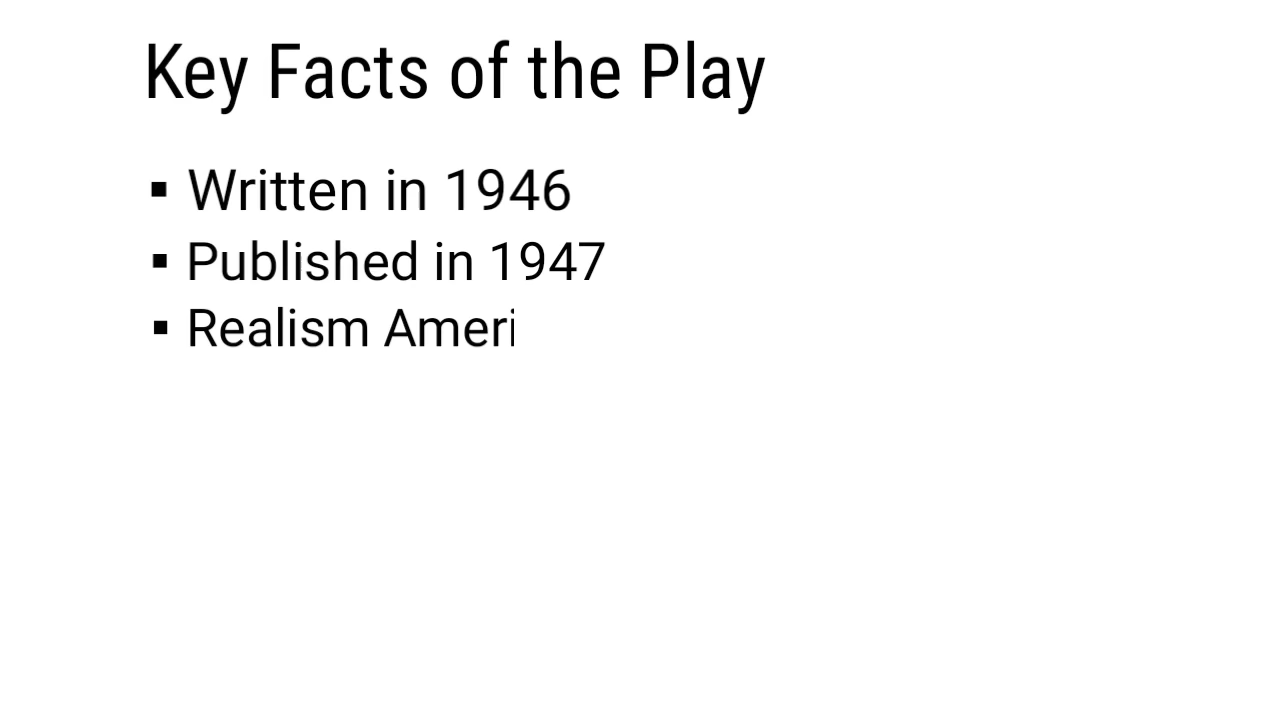 Key Facts of the Play
▪ Written in 1946
▪ Published in 1947
▪ Realism Ameri